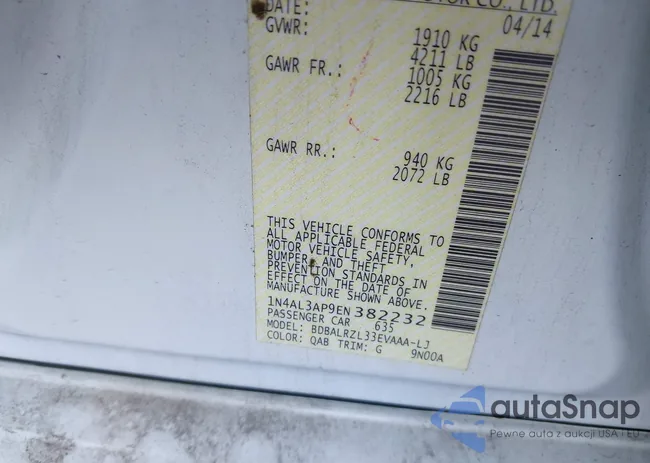 MOTOR CO., LTD.
DATE: 04/14
GVWR: 1910 KG
4211 LB
GAWR FR.: 1005 KG
2216 LB
GAWR RR.: 940 KG
2072 LB
THIS VEHICLE CONFORMS TO
ALL APPLICABLE FEDERAL
MOTOR VEHICLE SAFETY,
BUMPER, AND THEFT
PREVENTION STANDARDS IN
EFFECT ON THE DATE OF
MANUFACTURE SHOWN ABOVE.
1N4AL3AP9EN382232
PASSENGER CAR 635
MODEL: BDBALRZL33EVAAA-LJ
COLOR: QAB TRIM: G 9N00A
autaSnap
Pewne auta z aukcji USA i EU